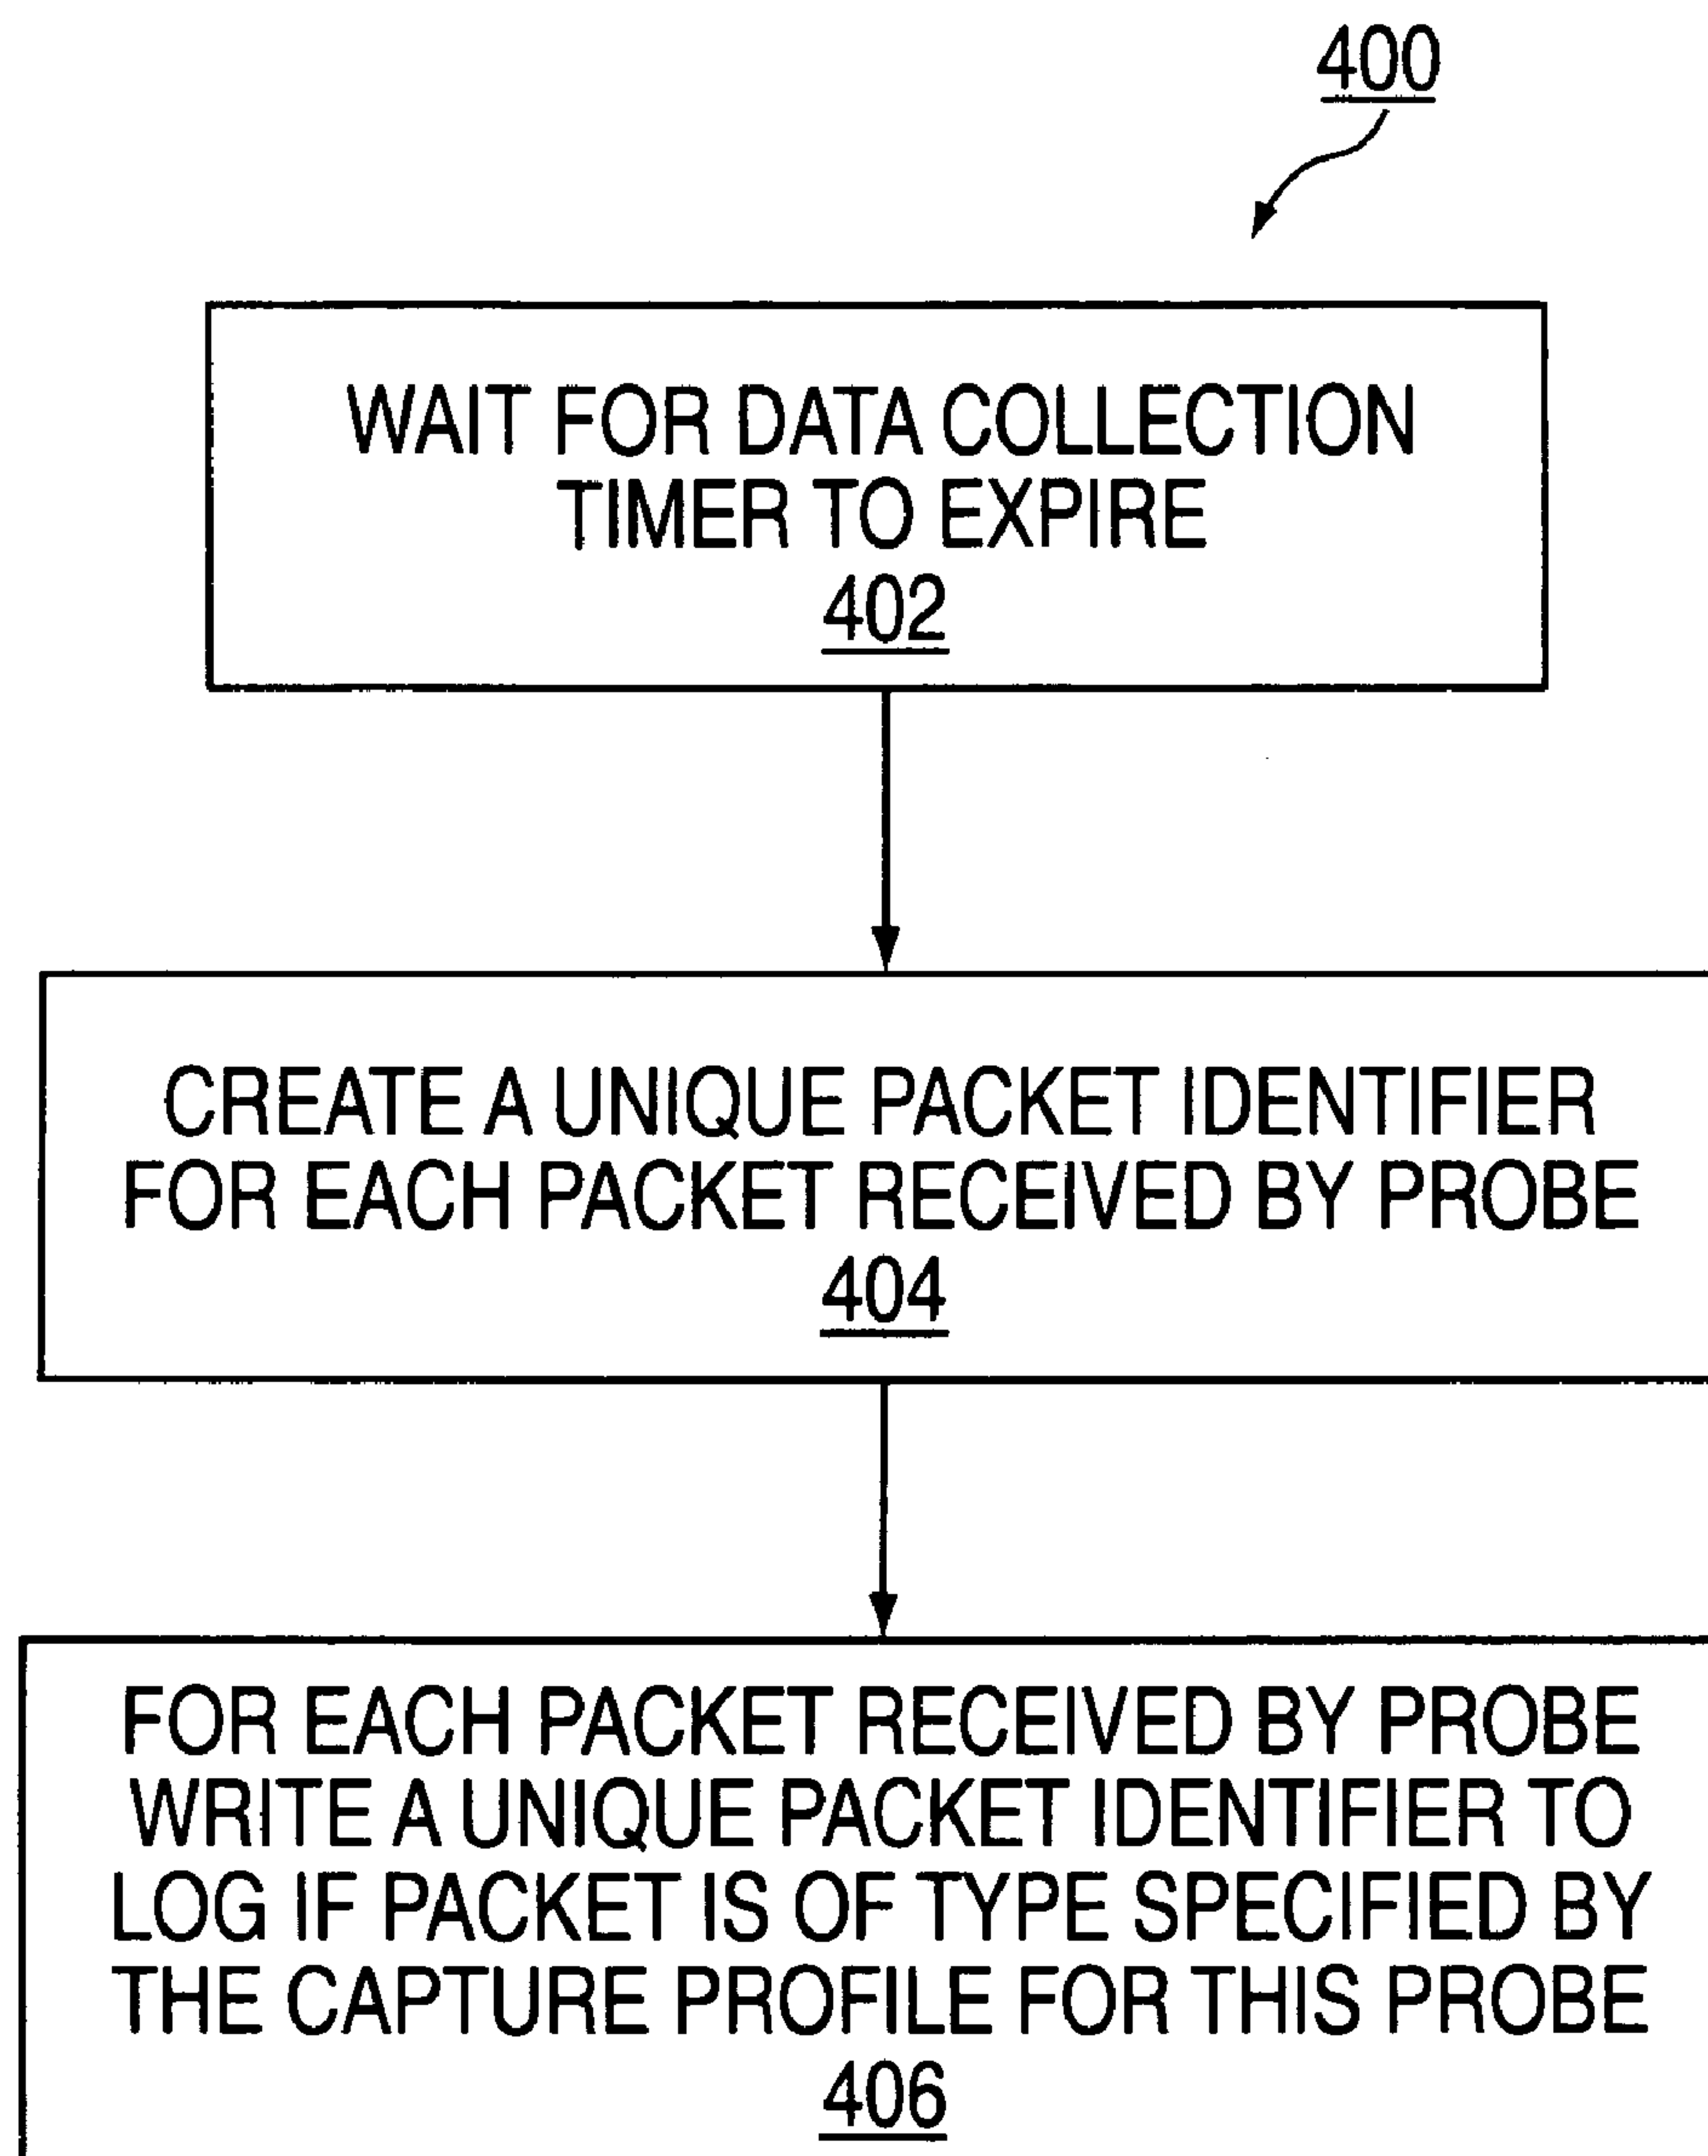 400
WAIT FOR DATA COLLECTION
TIMER TO EXPIRE
402
CREATE A UNIQUE PACKET IDENTIFIER
FOR EACH PACKET RECEIVED BY PROBE
404
FOR EACH PACKET RECEIVED BY PROBE
WRITE A UNIQUE PACKET IDENTIFIER TO
LOG IF PACKET IS OF TYPE SPECIFIED BY
THE CAPTURE PROFILE FOR THIS PROBE
406